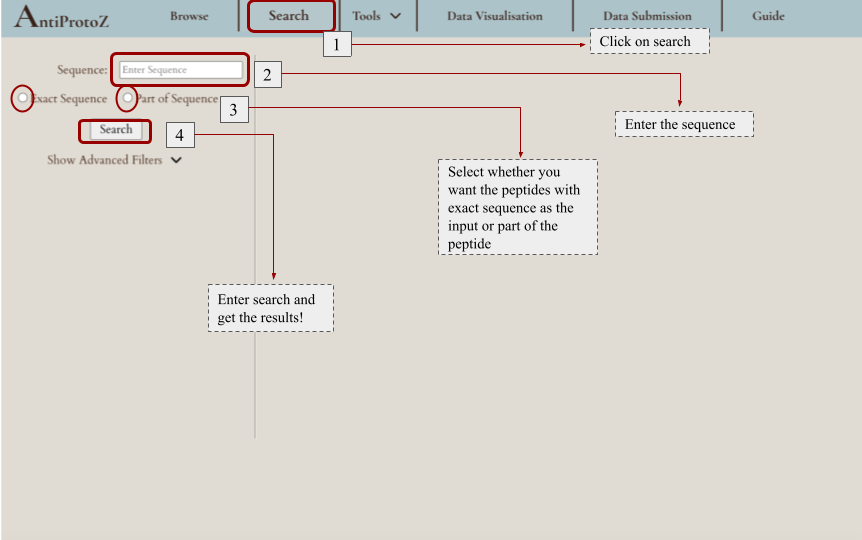 AntiProtoZ
Browse
Search
Tools
Data Visualisation
Data Submission
Guide
1
Click on search
Sequence:
Enter Sequence
2
Exact Sequence
Part of Sequence
3
Enter the sequence
Search
4
Show Advanced Filters
Select whether you
want the peptides with
exact sequence as the
input or part of the
peptide
Enter search and
get the results!